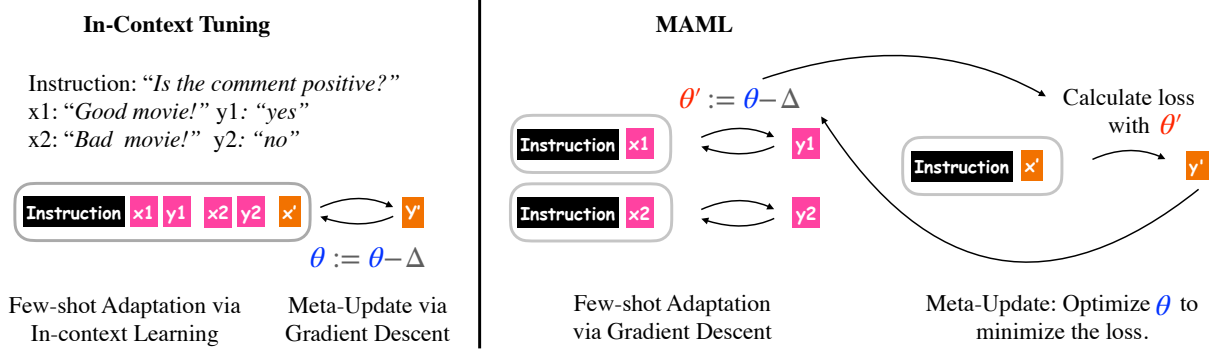 In-Context Tuning
Instruction: “Is the comment positive?”
x1: “Good movie!” y1: “yes”
x2: “Bad movie!” y2: “no”
Instruction x1 y1 x2 y2 x' Y'
θ := θ − Δ
Few-shot Adaptation via
In-context Learning
Meta-Update via
Gradient Descent
MAML
θ′ := θ − Δ
Instruction x1 y1
Instruction x2 y2
Calculate loss
with θ′
Instruction x' y'
Few-shot Adaptation
via Gradient Descent
Meta-Update: Optimize θ to
minimize the loss.